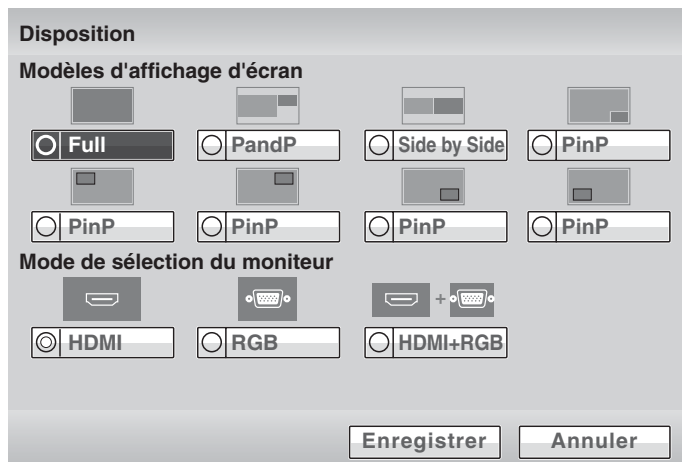 Disposition
Modèles d'affichage d'écran
Full PandP Side by Side PinP
PinP PinP PinP PinP
Mode de sélection du moniteur
+
HDMI RGB HDMI+RGB
Enregistrer Annuler